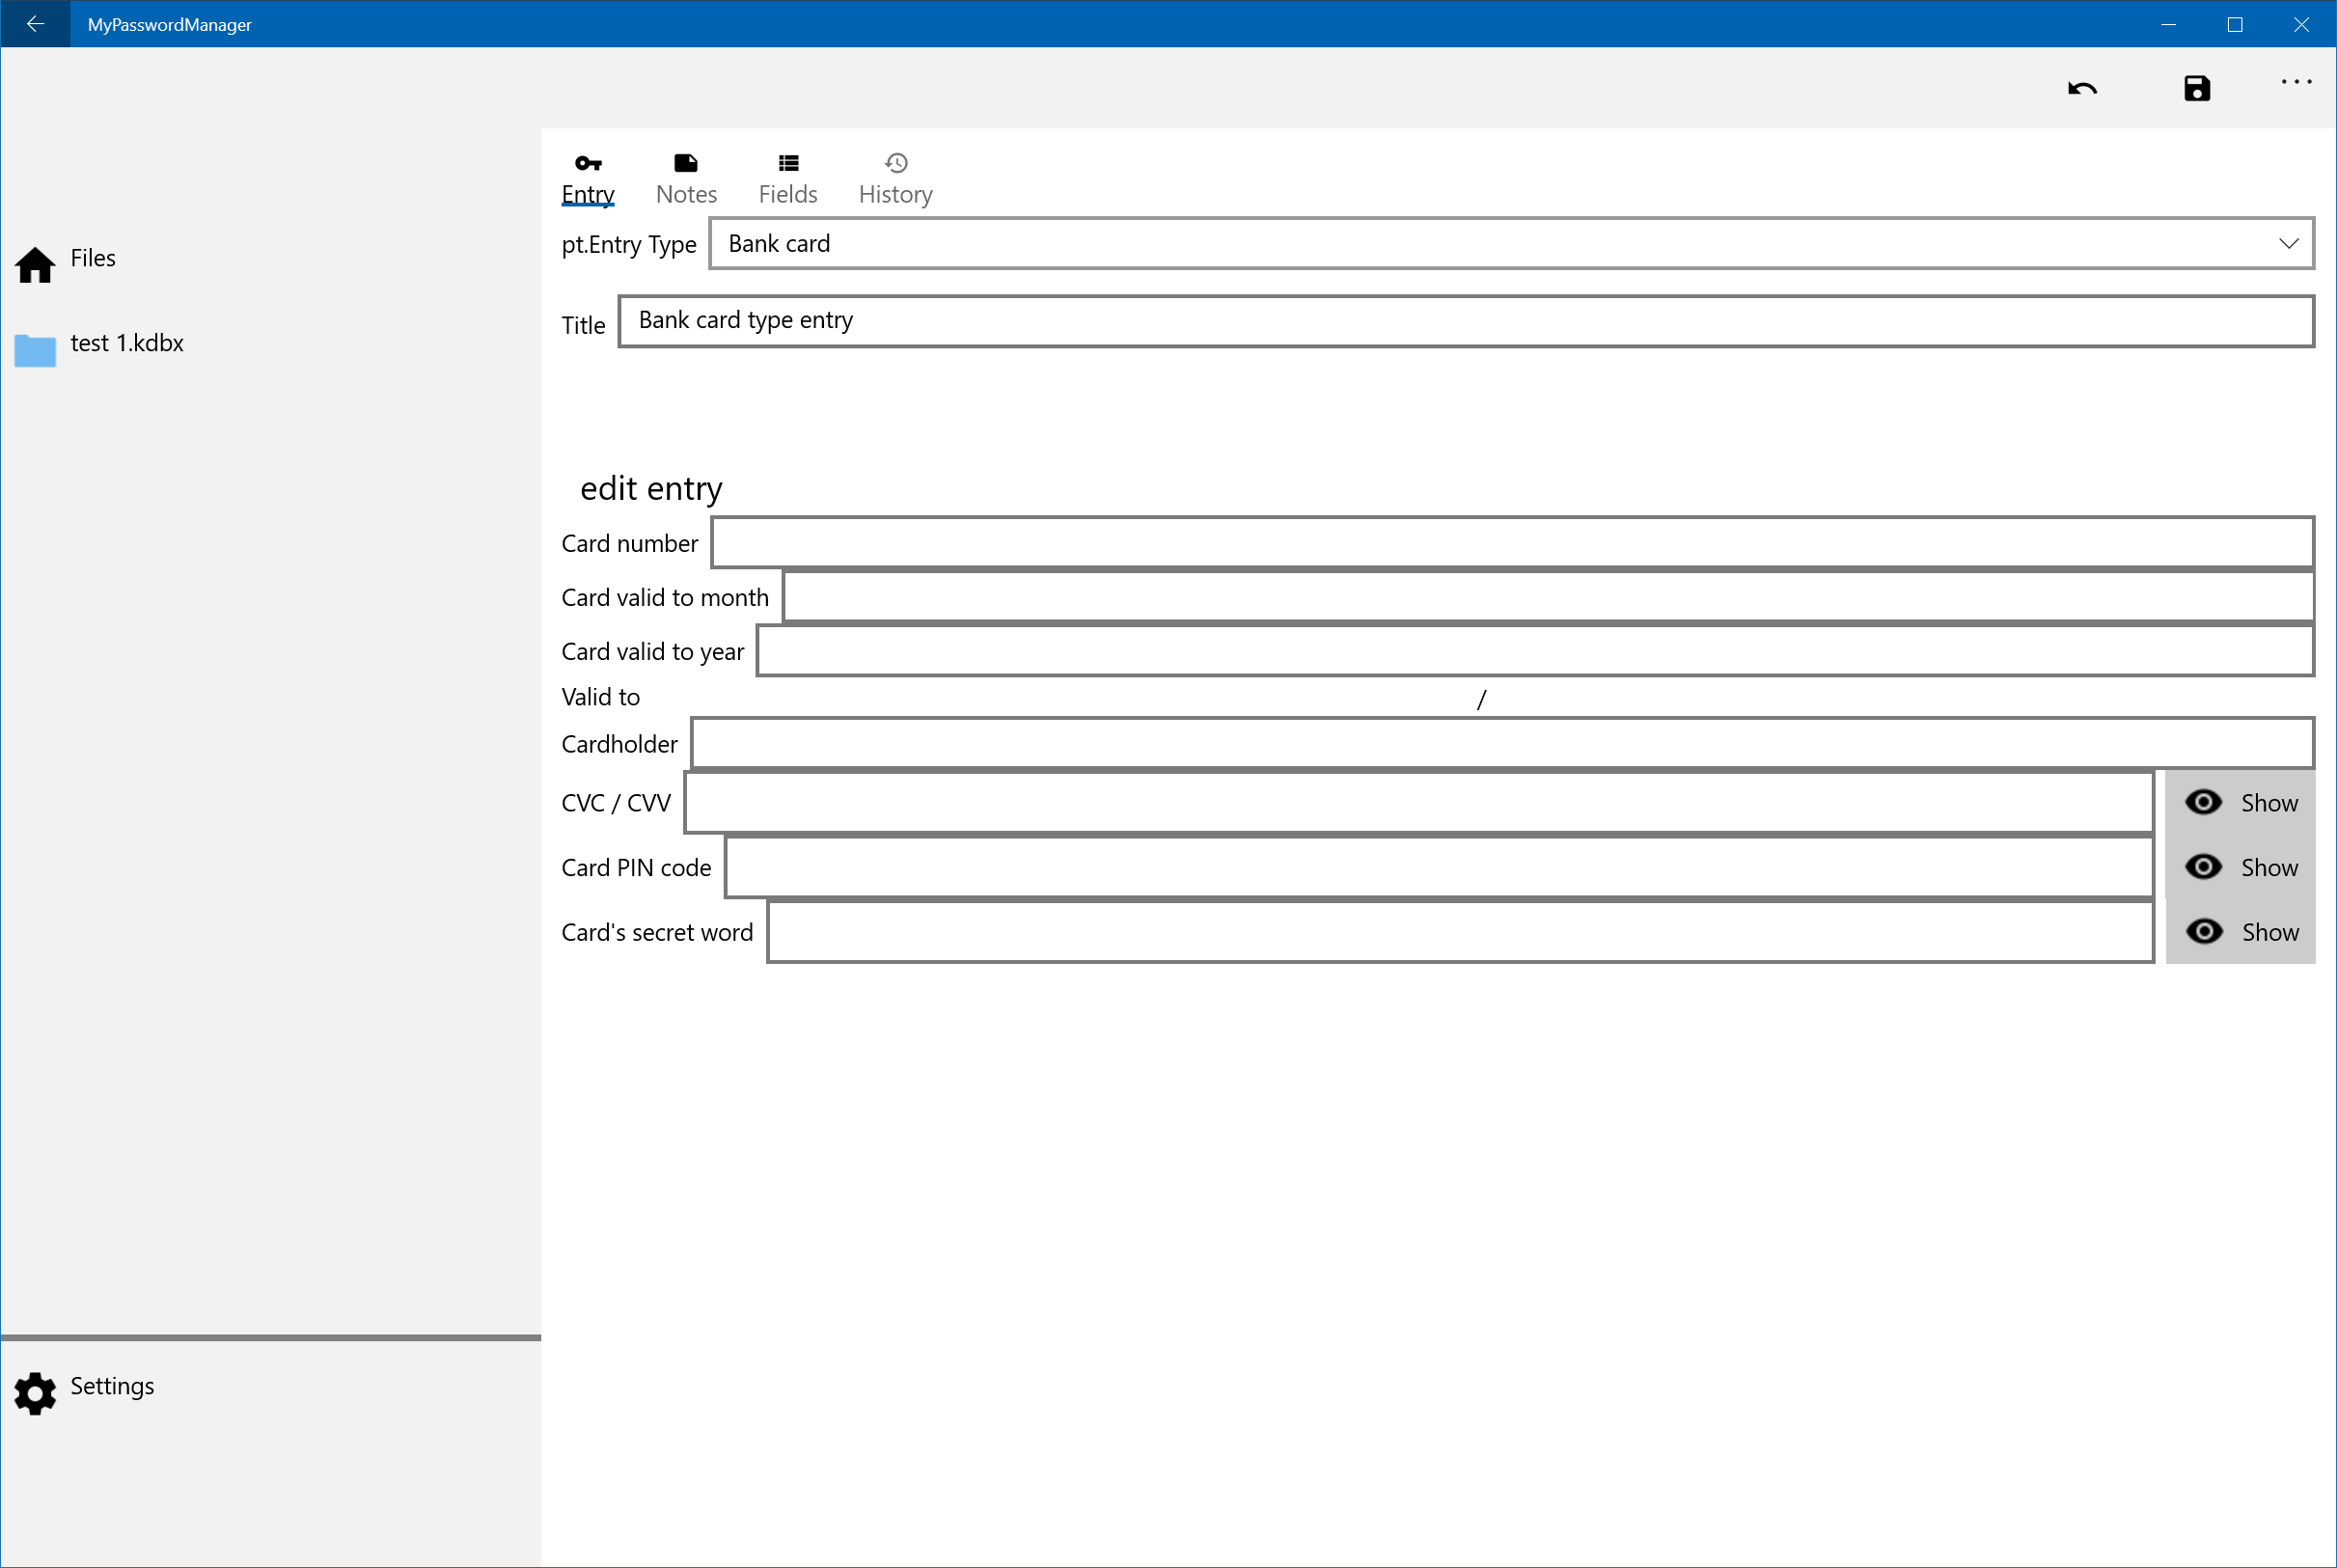 MyPasswordManager
Files
test 1.kdbx
Settings
Entry Notes Fields History
pt.Entry Type Bank card
Title Bank card type entry
edit entry
Card number
Card valid to month
Card valid to year
Valid to /
Cardholder
CVC / CVV Show
Card PIN code Show
Card's secret word Show